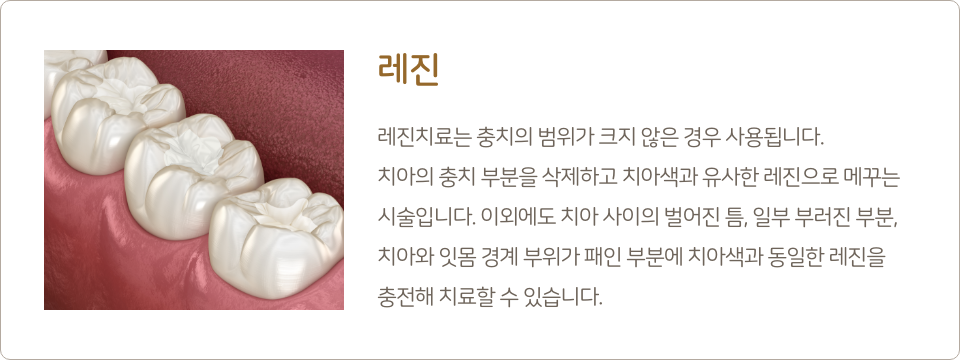 레진
레진치료는 충치의 범위가 크지 않은 경우 사용됩니다.
치아의 충치 부분을 삭제하고 치아색과 유사한 레진으로 메꾸는
시술입니다. 이외에도 치아 사이의 벌어진 틈, 일부 부러진 부분,
치아와 잇몸 경계 부위가 패인 부분에 치아색과 동일한 레진을
충전해 치료할 수 있습니다.